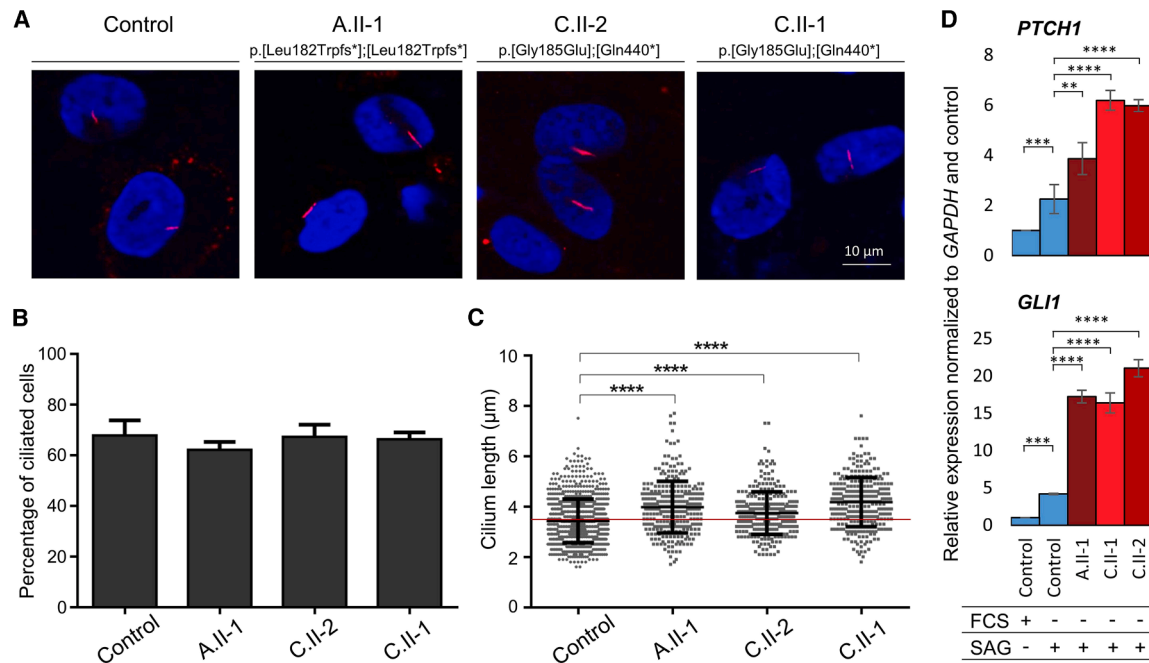 A
Control
A.II-1
p.[Leu182Trpfs*];[Leu182Trpfs*]
C.II-2
p.[Gly185Glu];[Gln440*]
C.II-1
p.[Gly185Glu];[Gln440*]
10 µm
B
Percentage of ciliated cells
100
80
60
40
20
0
Control
A.II-1
C.II-2
C.II-1
C
Cilium length (µm)
10
8
6
4
2
0
****
****
****
Control
A.II-1
C.II-2
C.II-1
D
Relative expression normalized to GAPDH and control
PTCH1
8
6
4
2
0
****
****
**
***
GLI1
25
20
15
10
5
0
****
****
****
***
Control
Control
A.II-1
C.II-1
C.II-2
FCS + - - - -
SAG - + + + +